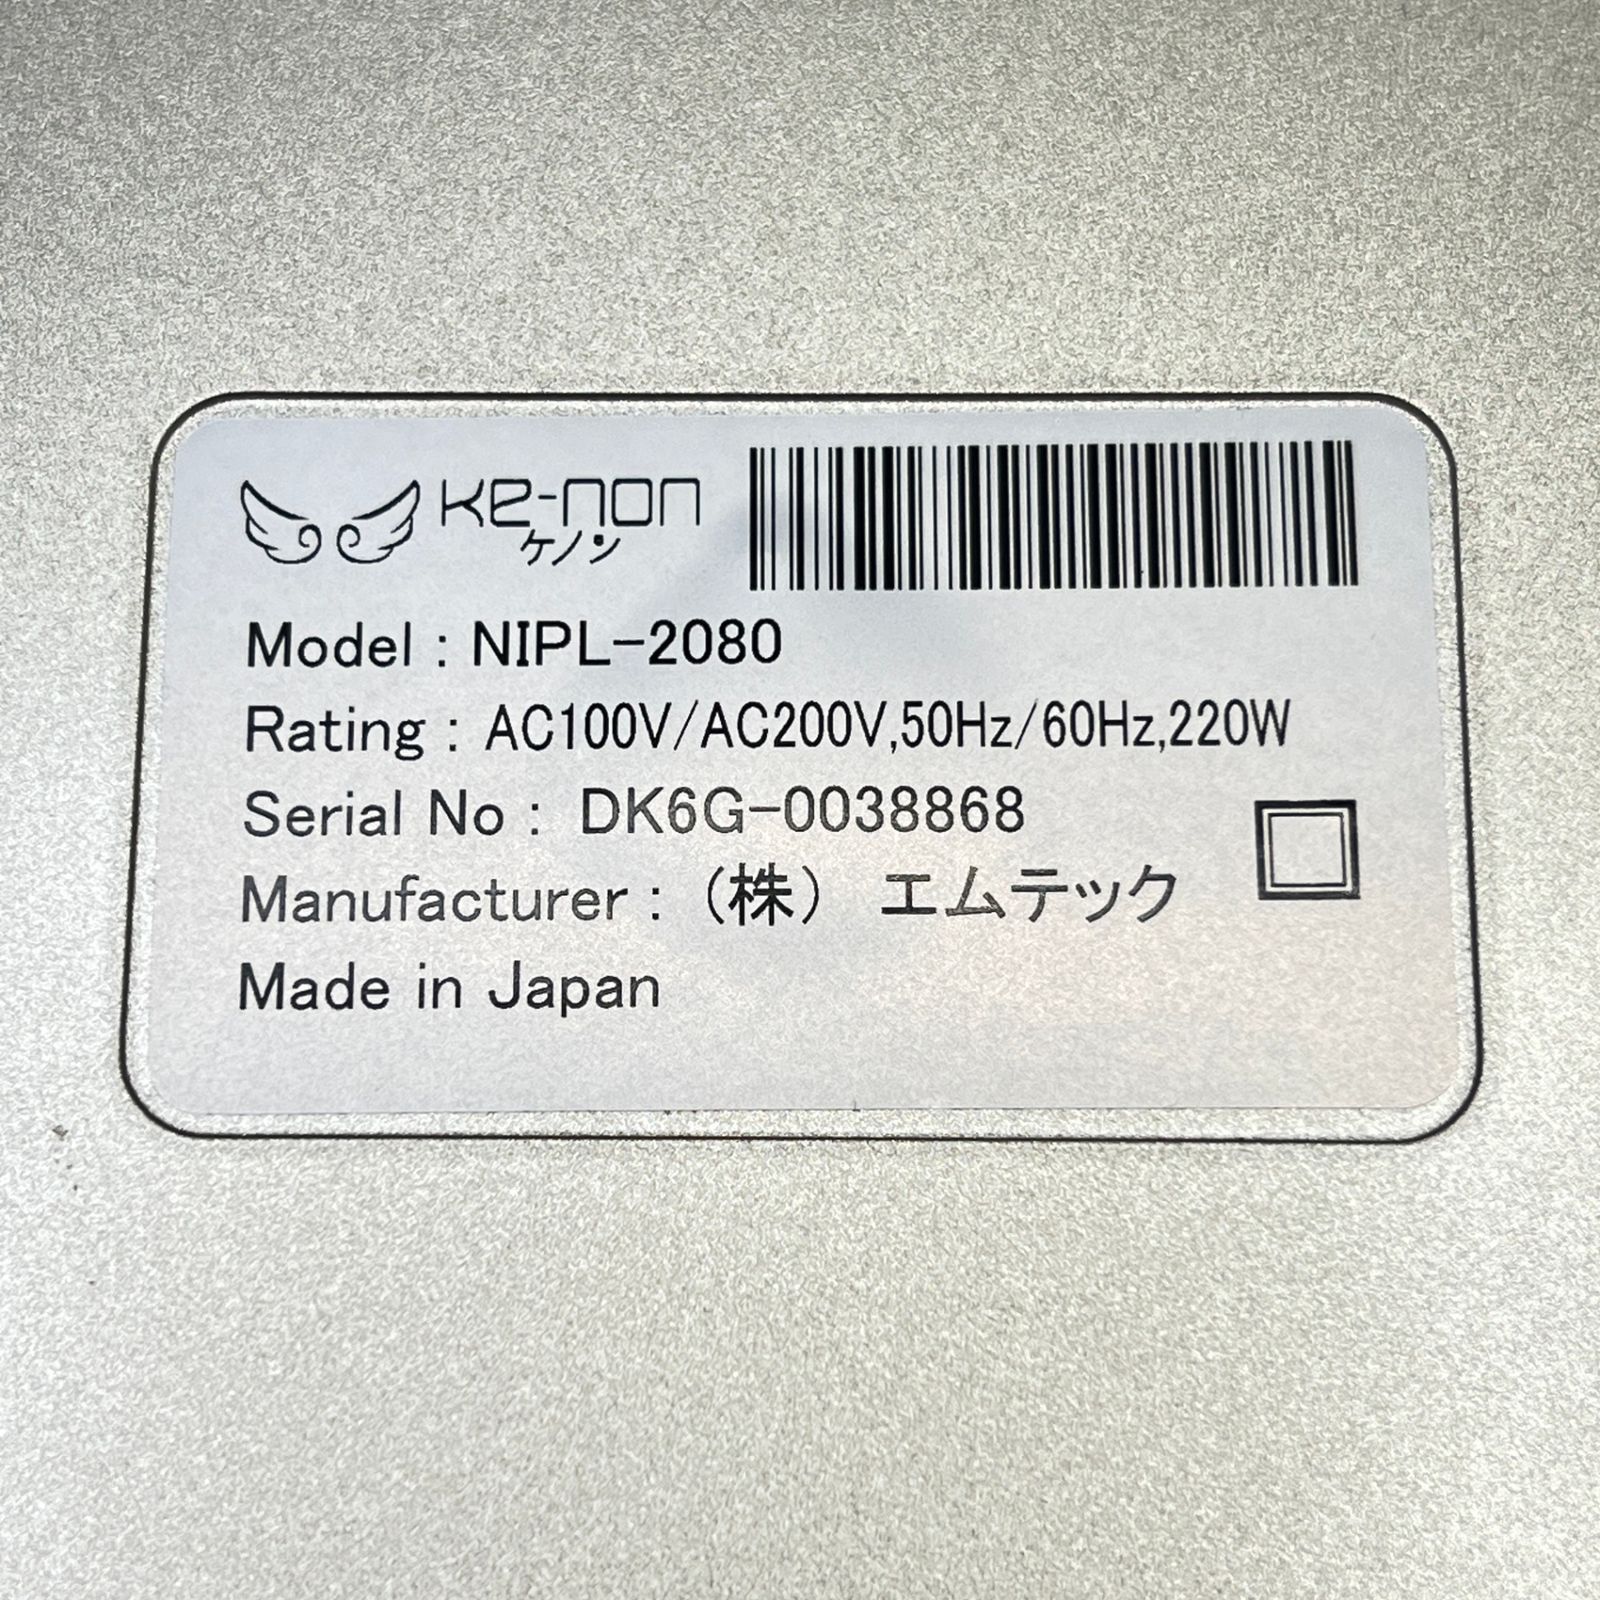 ke-non
ケノン
Model : NIPL-2080
Rating : AC100V/AC200V,50Hz/60Hz,220W
Serial No : DK6G-0038868
Manufacturer : (株) エムテック
Made in Japan